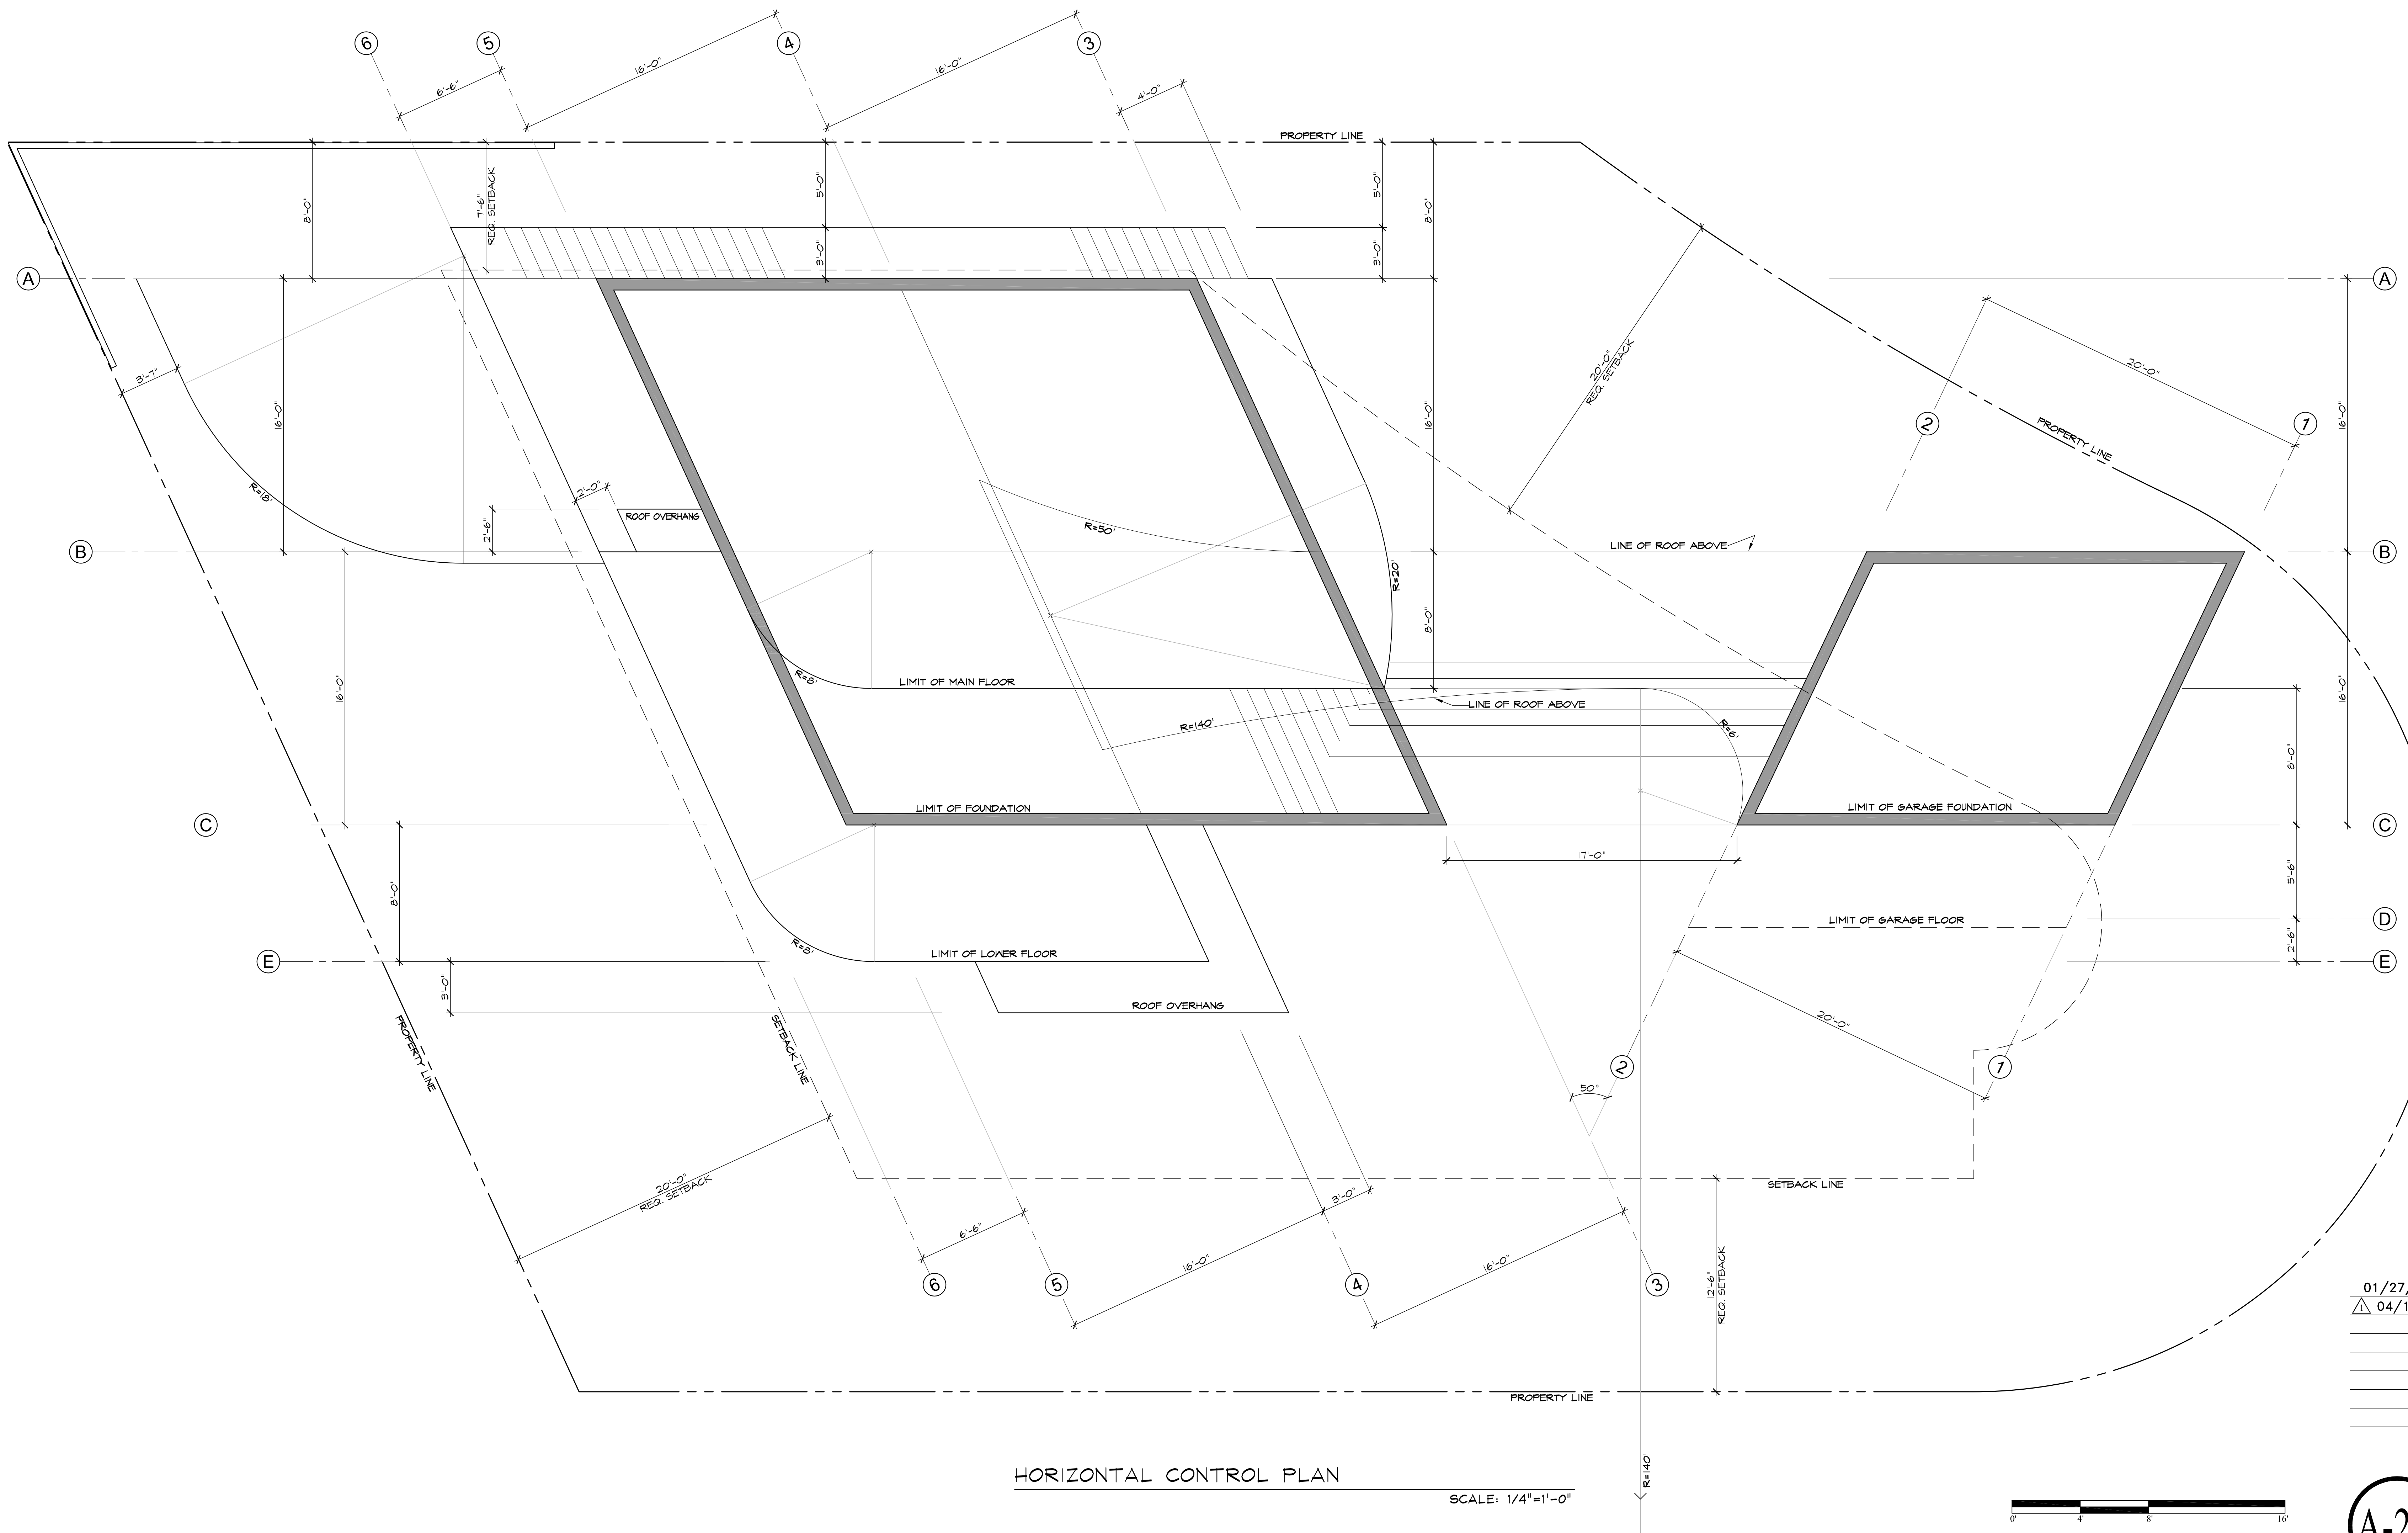 6
5
4
3
16'-0"
16'-0"
6'-6"
4'-0"
PROPERTY LINE
8'-0"
7'-6"
REQ. SETBACK
5'-0"
3'-0"
5'-0"
3'-0"
8'-0"
A
A
3'-7"
16'-0"
16'-0"
20'-0"
REQ. SETBACK
20'-0"
2
1
PROPERTY LINE
16'-0"
R=18'
2'-0"
2'-6"
ROOF OVERHANG
R=50'
LINE OF ROOF ABOVE
B
B
R=20'
8'-0"
16'-0"
R=8'
LIMIT OF MAIN FLOOR
LINE OF ROOF ABOVE
R=140'
R=6'
16'-0"
8'-0"
LIMIT OF FOUNDATION
LIMIT OF GARAGE FOUNDATION
C
C
17'-0"
8'-0"
5'-6"
LIMIT OF GARAGE FLOOR
D
R=8'
LIMIT OF LOWER FLOOR
2'-6"
E
E
3'-0"
ROOF OVERHANG
20'-0"
PROPERTY LINE
SETBACK LINE
2
1
50°
20'-0"
REQ. SETBACK
SETBACK LINE
3'-0"
6'-6"
16'-0"
16'-0"
6
5
4
3
12'-6"
REQ. SETBACK
01/27/
1 04/1
PROPERTY LINE
HORIZONTAL CONTROL PLAN
SCALE: 1/4"=1'-0"
R=140'
0' 4' 8' 16'
A-2